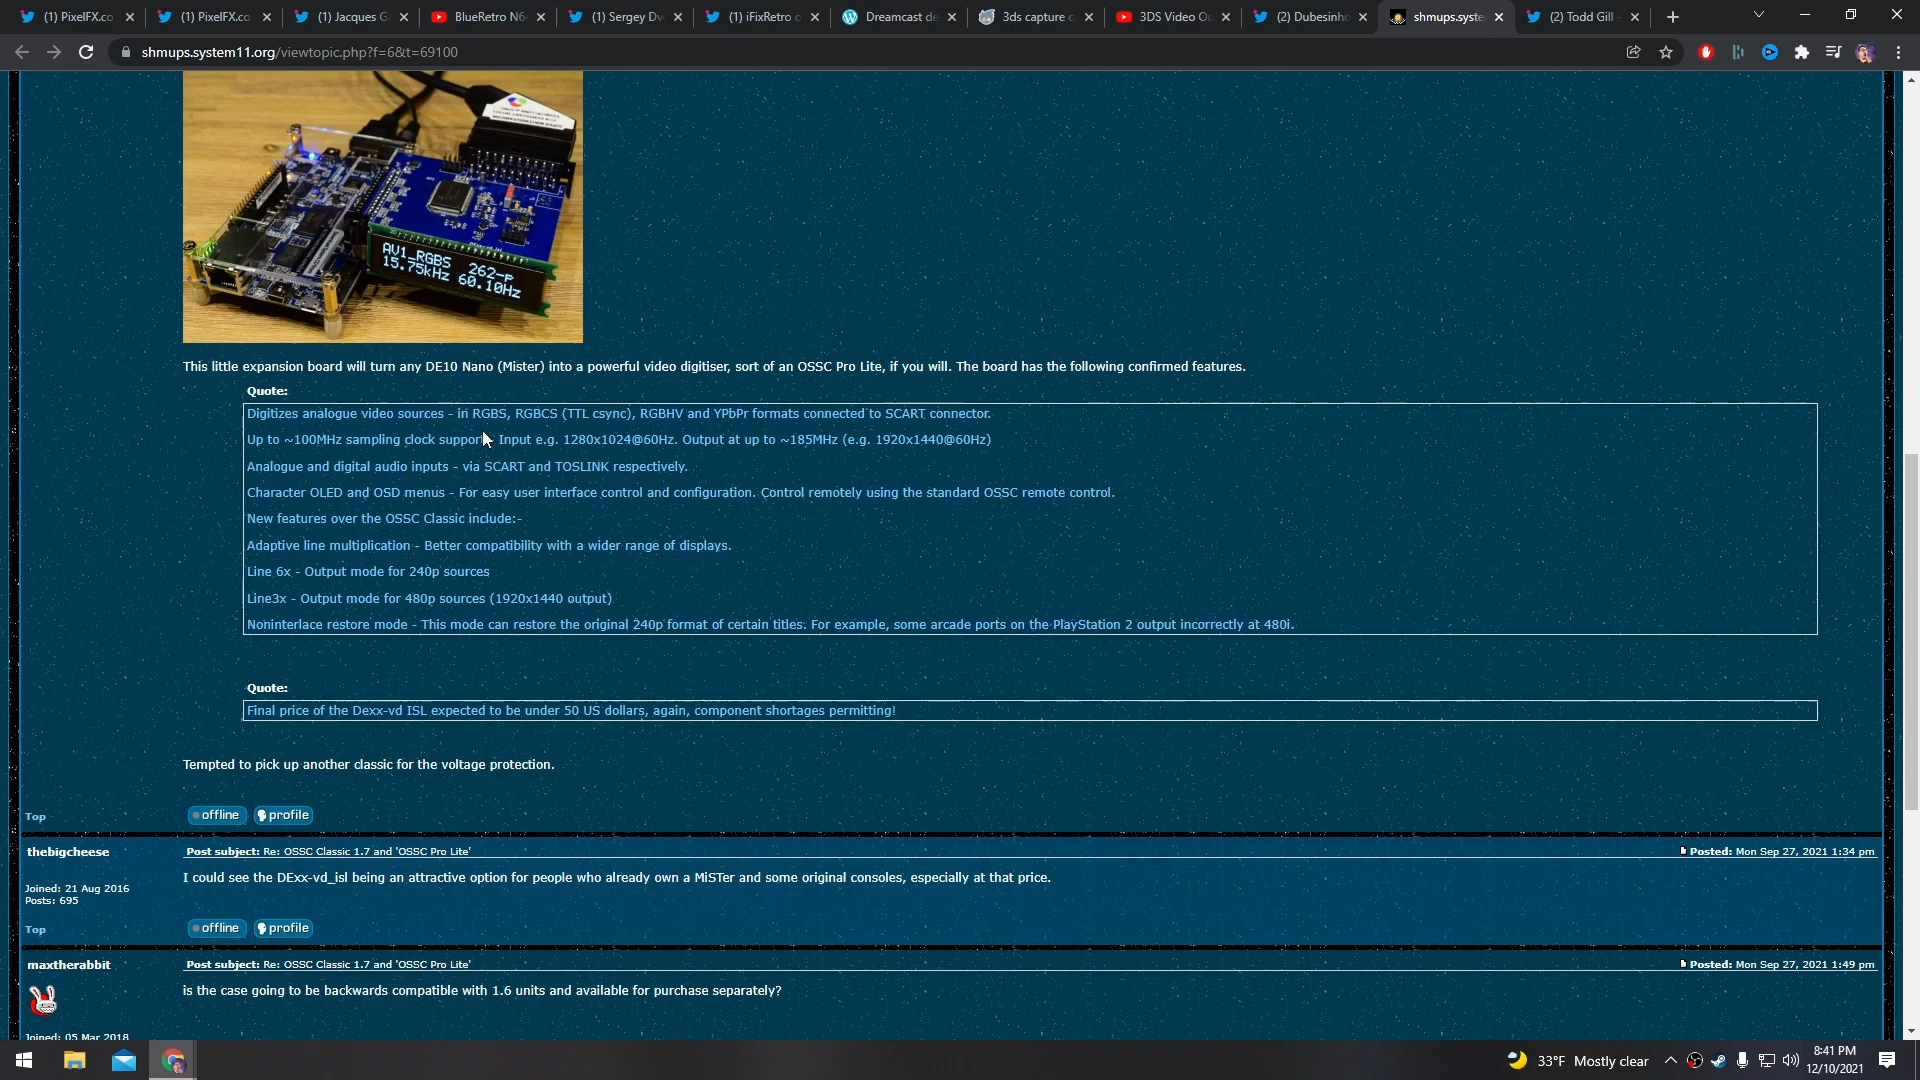 (1) PixelFX.co
(1) PixelFX.co
(1) Jacques G
BlueRetro N6
(1) Sergey Dv
(1) iFixRetro o
Dreamcast de
3ds capture c
3DS Video Ou
(2) Dubesinho
shmups.syste
(2) Todd Gill -
shmups.system11.org/viewtopic.php?f=6&t=69100
AV1_RGBS 262-p
15.75kHz 60.10Hz
This little expansion board will turn any DE10 Nano (Mister) into a powerful video digitiser, sort of an OSSC Pro Lite, if you will. The board has the following confirmed features.
Quote:
Digitizes analogue video sources - in RGBS, RGBCS (TTL csync), RGBHV and YPbPr formats connected to SCART connector.
Up to ~100MHz sampling clock support Input e.g. 1280x1024@60Hz. Output at up to ~185MHz (e.g. 1920x1440@60Hz)
Analogue and digital audio inputs - via SCART and TOSLINK respectively.
Character OLED and OSD menus - For easy user interface control and configuration. Control remotely using the standard OSSC remote control.
New features over the OSSC Classic include:-
Adaptive line multiplication - Better compatibility with a wider range of displays.
Line 6x - Output mode for 240p sources
Line3x - Output mode for 480p sources (1920x1440 output)
Noninterlace restore mode - This mode can restore the original 240p format of certain titles. For example, some arcade ports on the PlayStation 2 output incorrectly at 480i.
Quote:
Final price of the Dexx-vd ISL expected to be under 50 US dollars, again, component shortages permitting!
Tempted to pick up another classic for the voltage protection.
Top
offline
profile
thebigcheese
Post subject: Re: OSSC Classic 1.7 and 'OSSC Pro Lite'
Posted: Mon Sep 27, 2021 1:34 pm
I could see the DExx-vd_isl being an attractive option for people who already own a MiSTer and some original consoles, especially at that price.
Joined: 21 Aug 2016
Posts: 695
Top
offline
profile
maxtherabbit
Post subject: Re: OSSC Classic 1.7 and 'OSSC Pro Lite'
Posted: Mon Sep 27, 2021 1:49 pm
is the case going to be backwards compatible with 1.6 units and available for purchase separately?
Joined: 05 Mar 2018
33°F Mostly clear
8:41 PM
12/10/2021